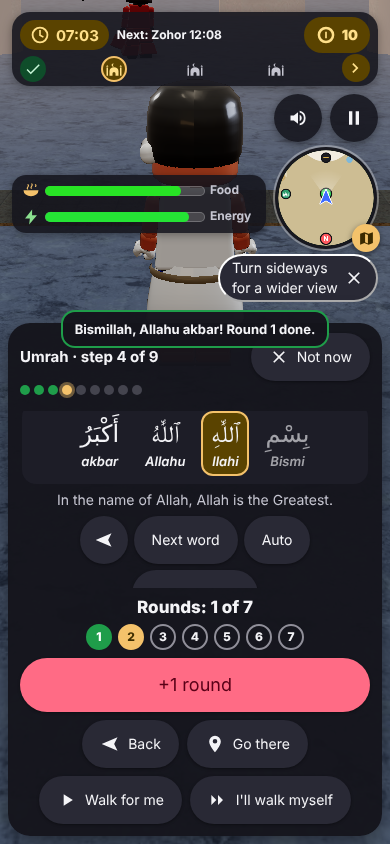 07:03
Next: Zohor 12:08
10
Food
Energy
N
Turn sideways
for a wider view
Bismillah, Allahu akbar! Round 1 done.
Umrah · step 4 of 9
Not now
بِسْمِ ٱللَّهِ ٱللَّهُ أَكْبَرُ
akbar Allahu llahi Bismi
In the name of Allah, Allah is the Greatest.
Next word
Auto
Rounds: 1 of 7
1 2 3 4 5 6 7
+1 round
Back
Go there
Walk for me
I'll walk myself